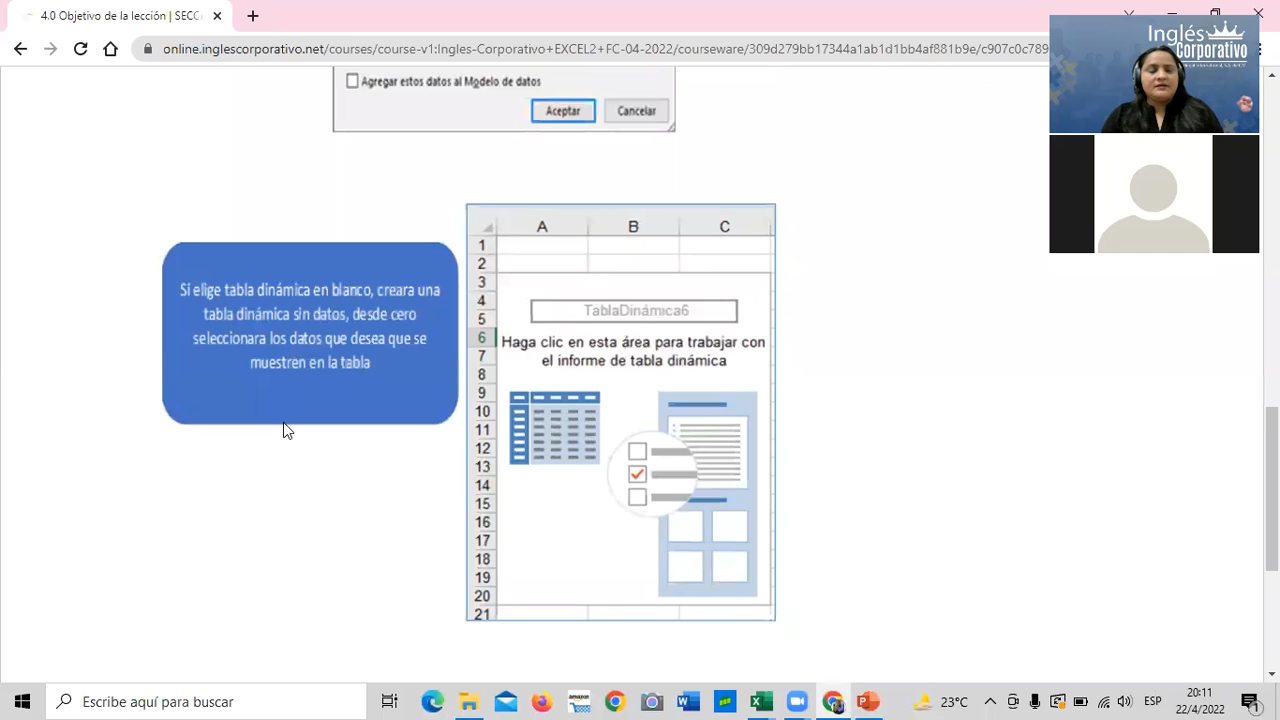 4.0 Objetivo de la lección | SECC
online.inglescorporativo.net/courses/course-v1:Ingles-Corporativo+EXCEL2+FC-04-2022/courseware/309d279bb17344a1ab1d1bb4af881b9e/c907c0c789
Inglés
Corporativo
Agregar estos datos al Modelo de datos
Aceptar
Cancelar
A B C
1
2
3
4
5
6
7
8
9
10
11
12
13
14
15
16
17
18
19
20
21
Si elige tabla dinámica en blanco, creara una
tabla dinámica sin datos, desde cero
seleccionara los datos que desea que se
muestren en la tabla
TablaDinámica6
Haga clic en esta área para trabajar con
el informe de tabla dinámica
Escribe aquí para buscar
amazon
23°C
ESP
20:11
22/4/2022
1